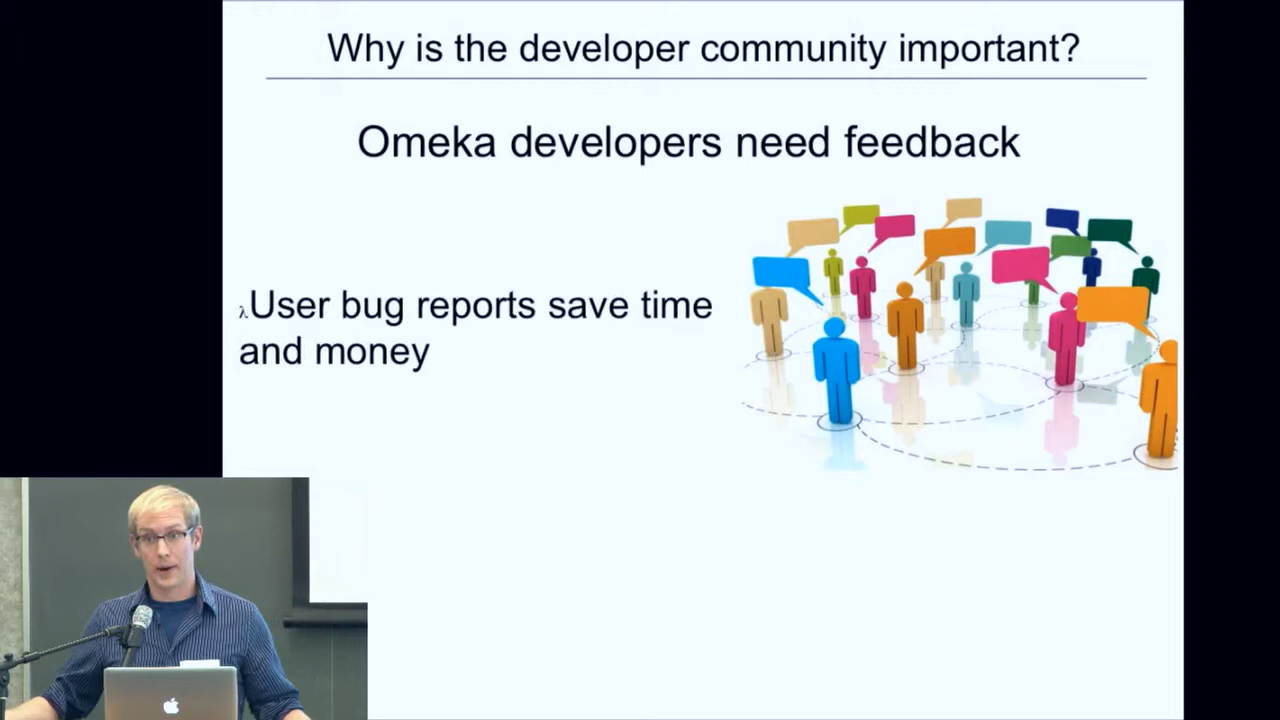 Why is the developer community important?
Omeka developers need feedback
λUser bug reports save time
and money